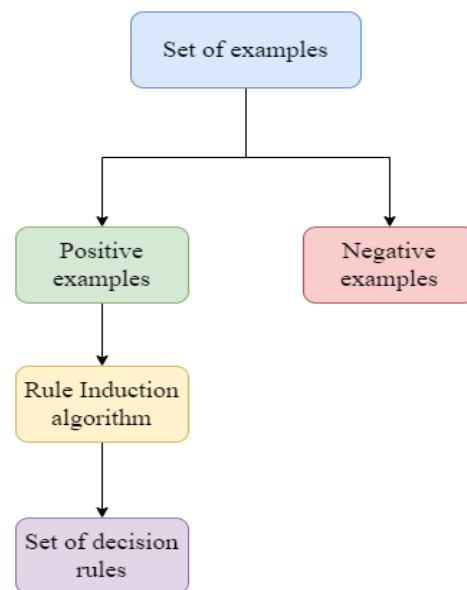 Set of examples
Positive
examples
Negative
examples
Rule Induction
algorithm
Set of decision
rules